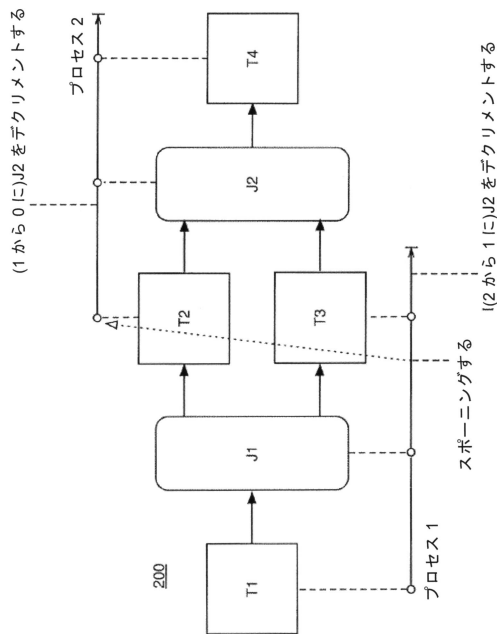 (1から0に)J2をデクリメントする
プロセス2
T4
J2
T2
T3
J1
T1
200
スポーニングする
プロセス1
(2から1に)J2をデクリメントする